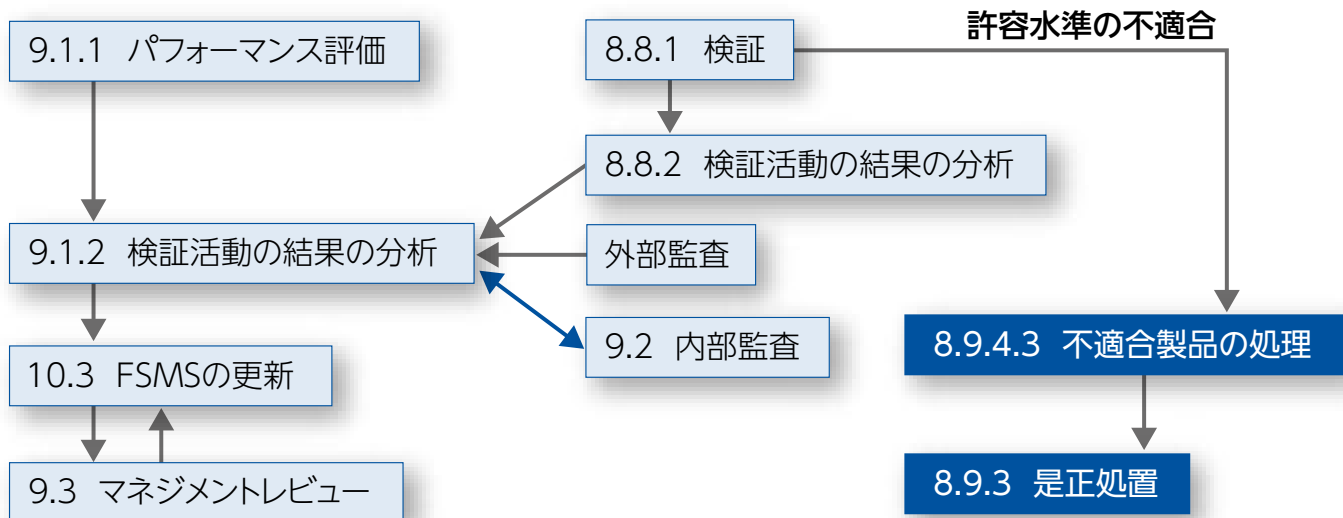 許容水準の不適合
9.1.1 パフォーマンス評価
8.8.1 検証
8.8.2 検証活動の結果の分析
9.1.2 検証活動の結果の分析
外部監査
9.2 内部監査
8.9.4.3 不適合製品の処理
10.3 FSMSの更新
9.3 マネジメントレビュー
8.9.3 是正処置